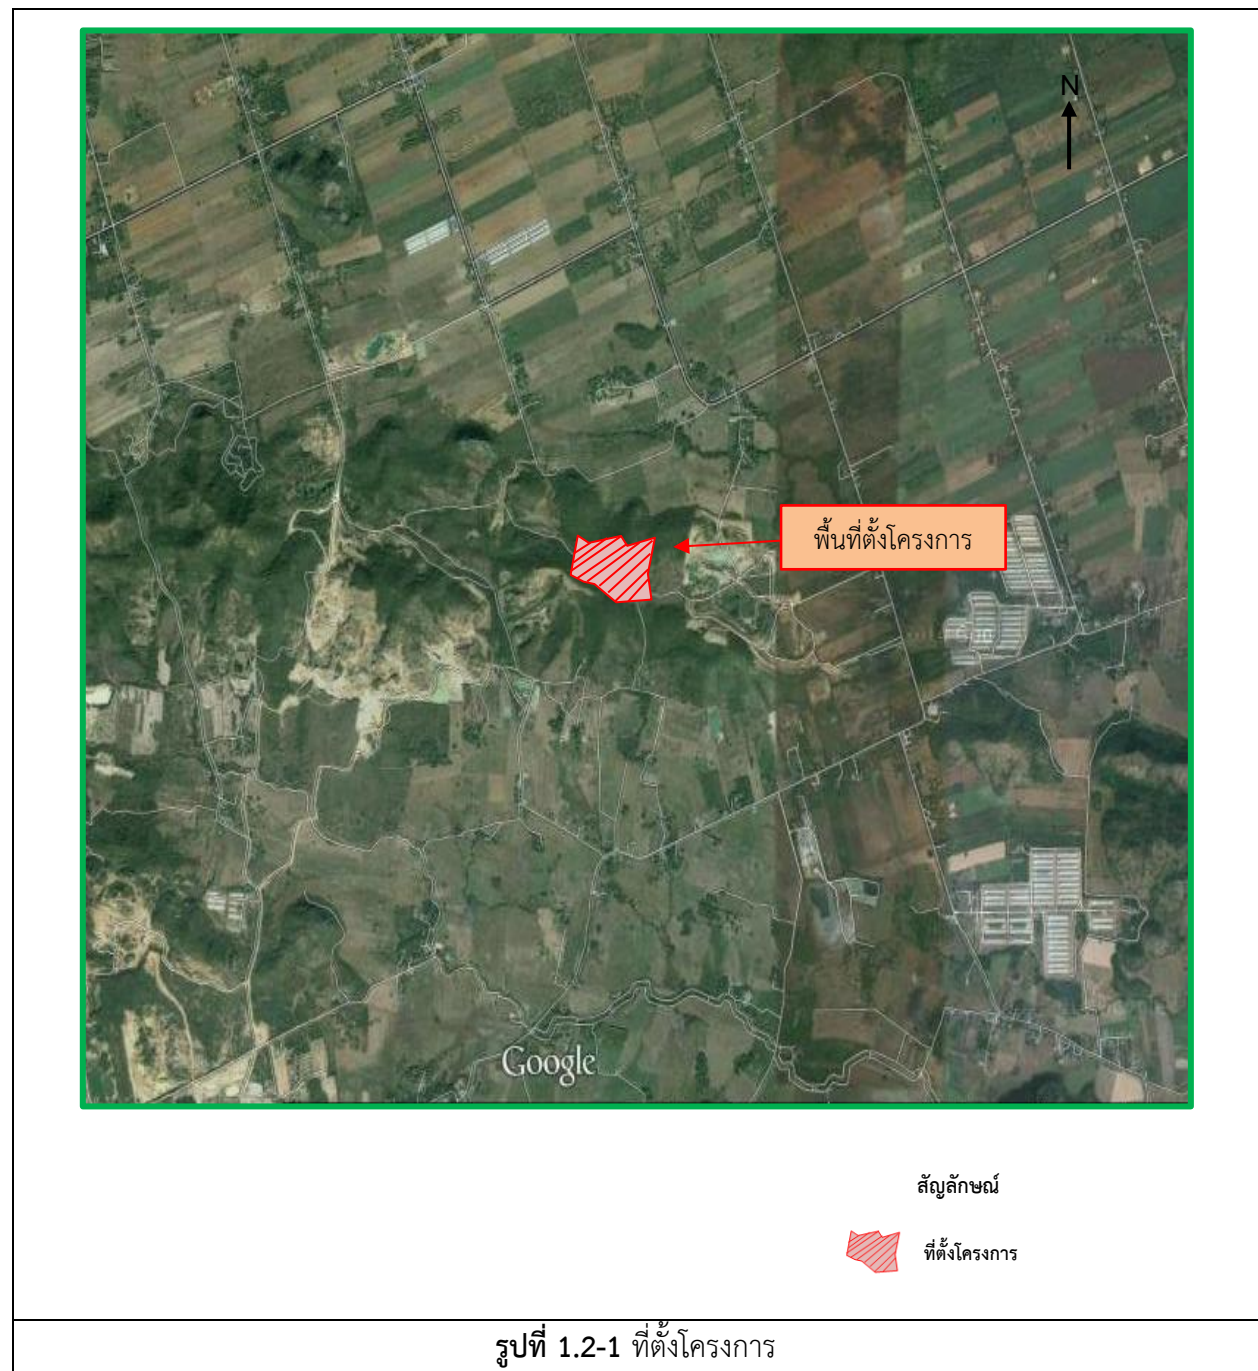 N
พื้นที่ตั้งโครงการ
Google
สัญลักษณ์
ที่ตั้งโครงการ
รูปที่ 1.2-1 ที่ตั้งโครงการ